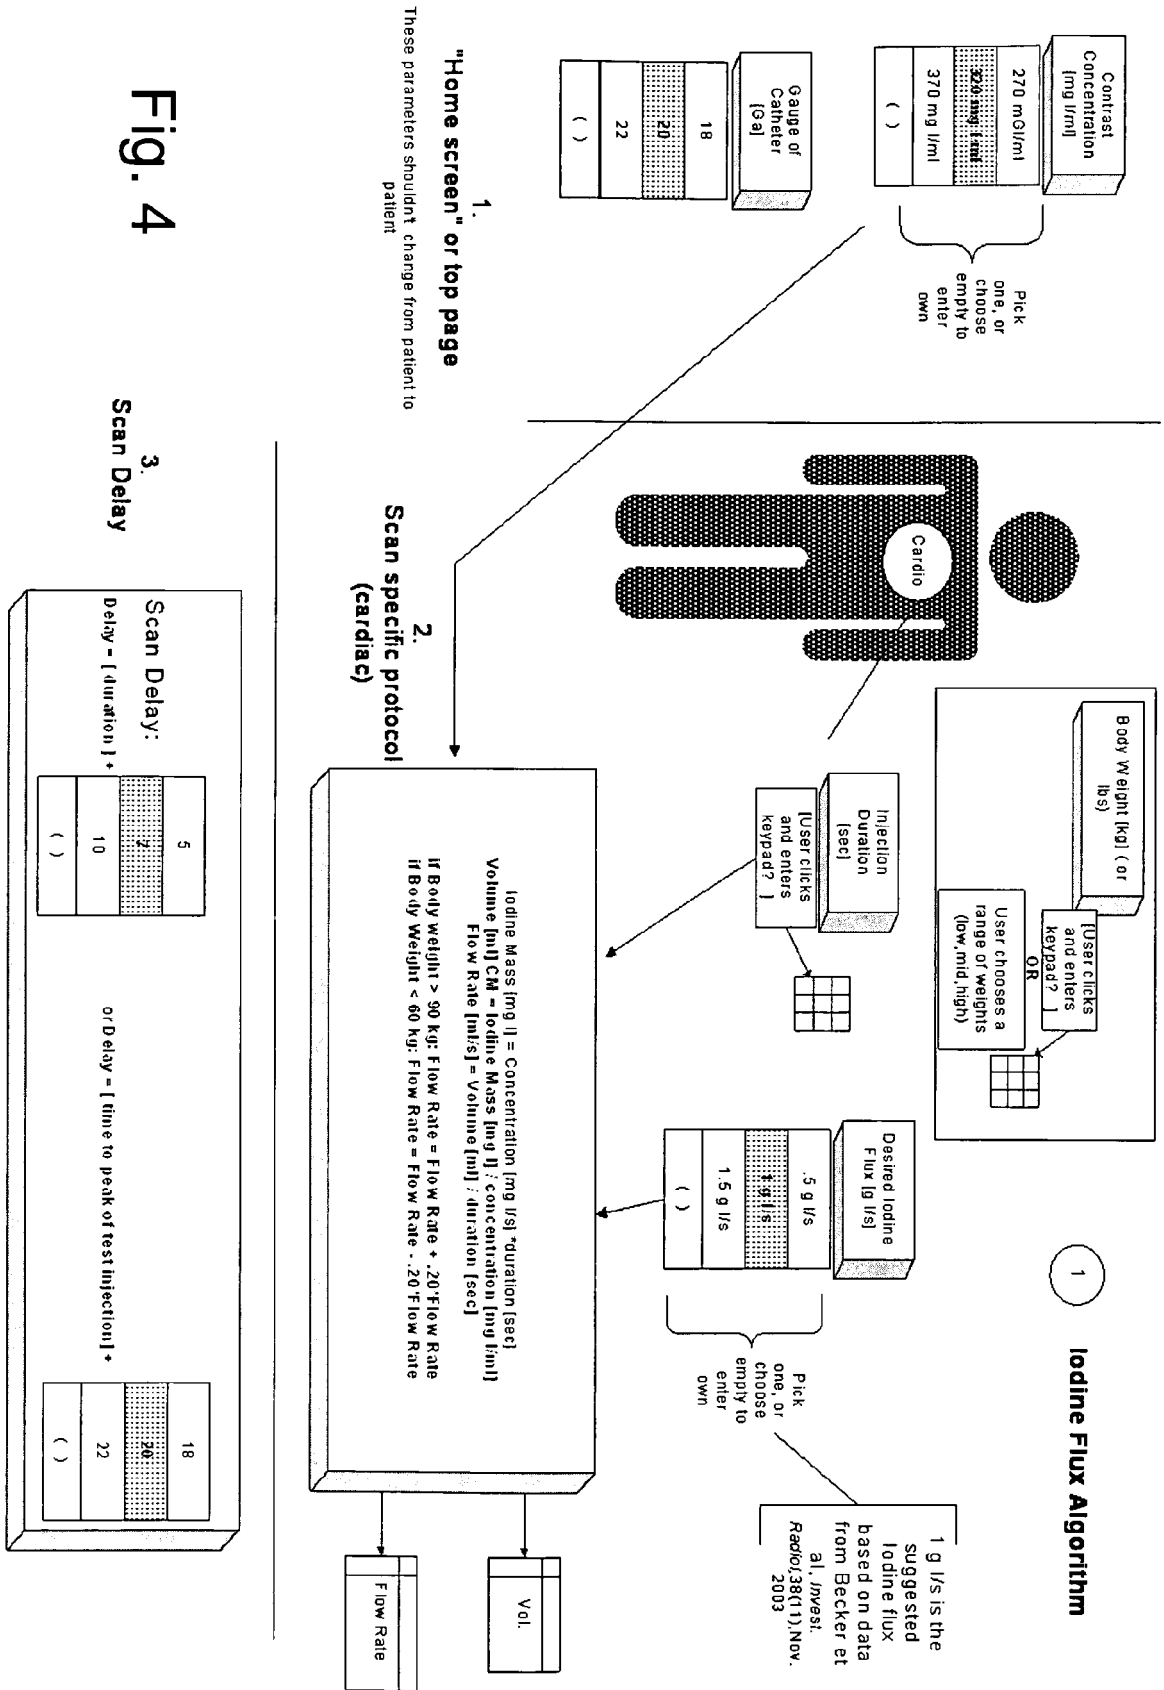 1
Iodine Flux Algorithm
Contrast
Concentration
[mg I/ml]
270 mGI/ml
320 mg I/ml
370 mg I/ml
( )
Pick
one, or
choose
empty to
enter
own
Gauge of
Catheter
[Ga]
18
20
22
( )
1.
"Home screen" or top page
These parameters shouldn't change from patient to
patient
Cardio
Body Weight [kg] ( or
lbs)
[User clicks
and enters
keypad? ]
OR
User chooses a
range of weights
(low,mid,high)
Injection
Duration
[sec]
[User clicks
and enters
keypad? ]
Desired Iodine
Flux [g I/s]
.5 g I/s
1 g I/s
1.5 g I/s
( )
Pick
one, or
choose
empty to
enter
own
1 g I/s is the
suggested
Iodine flux
based on data
from Becker et
al, Invest.
Radiol,38(11),Nov.
2003
2.
Scan specific protocol
(cardiac)
Iodine Mass [mg I] = Concentration [mg I/s] *duration [sec]
Volume [ml] CM = Iodine Mass [mg I] / concentration [mg I/ml]
Flow Rate [ml/s] = Volume [ml] / duration [sec]
If Body weight > 90 kg: Flow Rate = Flow Rate + .20*Flow Rate
if Body Weight < 60 kg: Flow Rate = Flow Rate - .20*Flow Rate
Vol.
Flow Rate
3.
Scan Delay
Scan Delay:
Delay = [ duration ] +
5
7
10
( )
or Delay = [ time to peak of test injection] +
18
20
22
( )
Fig. 4